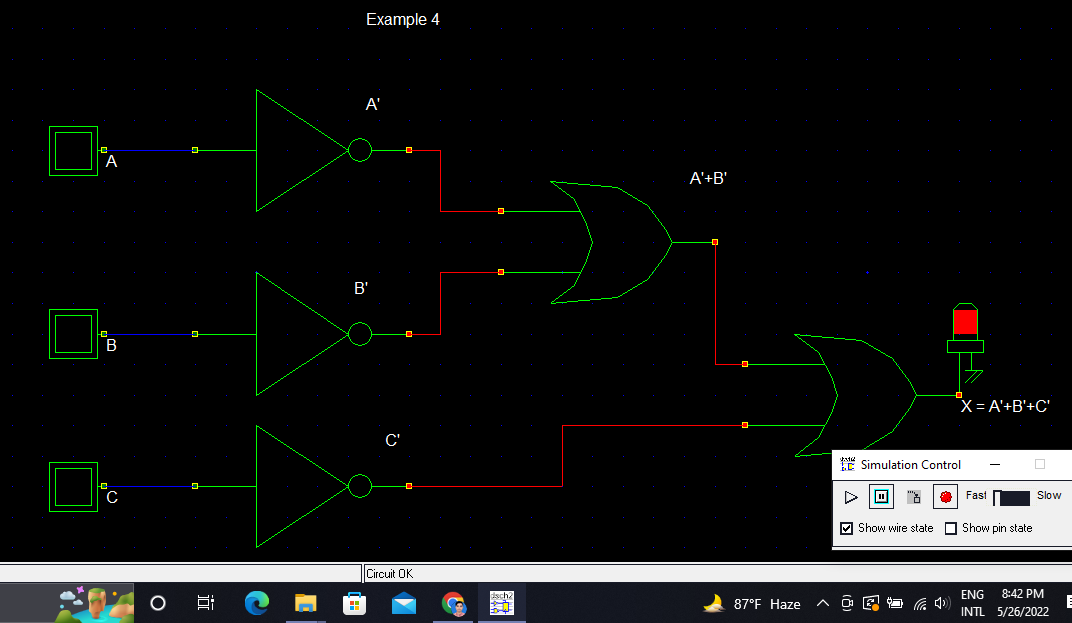 Example 4
A'
A
A'+B'
B'
B
X = A'+B'+C'
C'
C
Simulation Control
Fast
Slow
Show wire state
Show pin state
Circuit OK
dsch2
87°F Haze
ENG
INTL
8:42 PM
5/26/2022